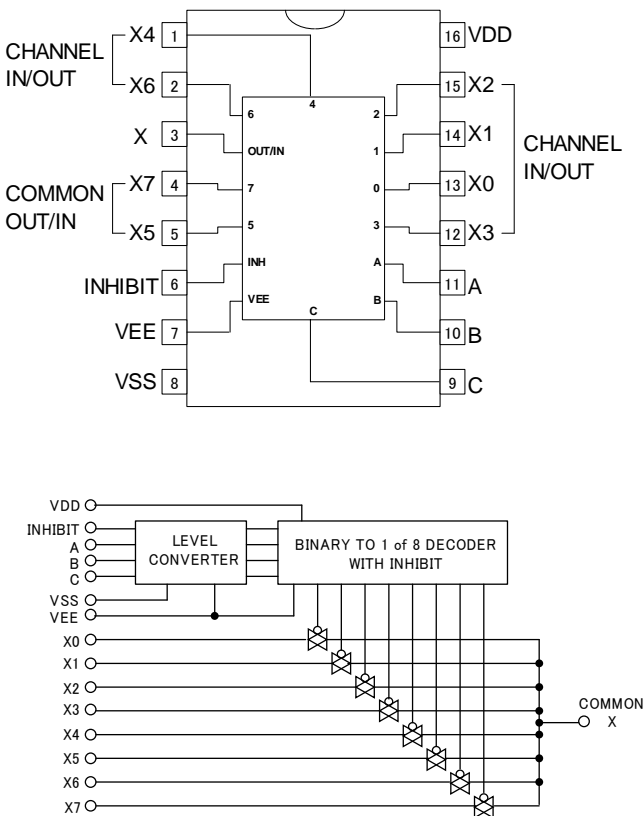 CHANNEL
IN/OUT
X4 1
X6 2
X 3
COMMON
OUT/IN
X7 4
X5 5
INHIBIT 6
VEE 7
VSS 8
4
6
OUT/IN
7
5
INH
VEE
C
2
1
0
3
A
B
16 VDD
15 X2
14 X1
13 X0
12 X3
11 A
10 B
9 C
CHANNEL
IN/OUT
VDD
INHIBIT
A
B
C
VSS
VEE
LEVEL
CONVERTER
BINARY TO 1 of 8 DECODER
WITH INHIBIT
X0
X1
X2
X3
X4
X5
X6
X7
COMMON
X